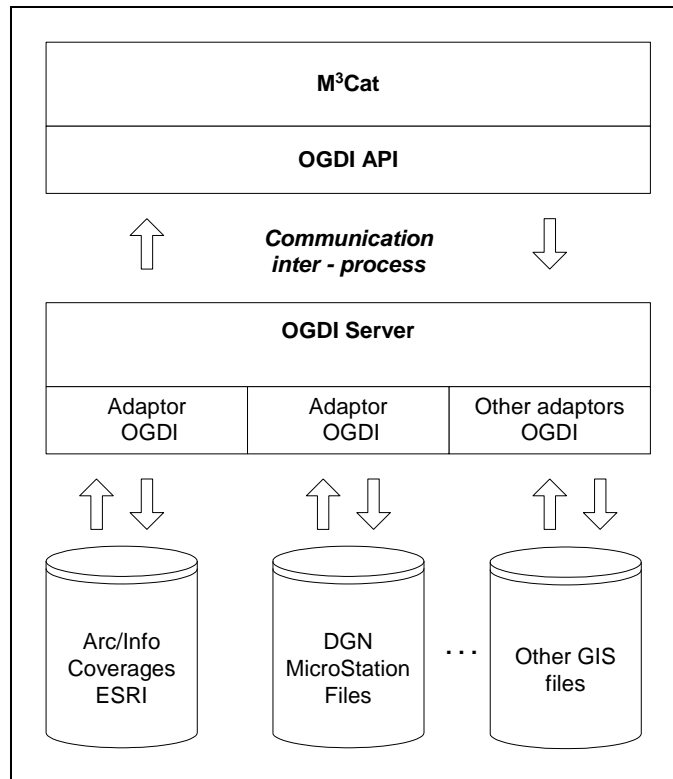 M³Cat
OGDI API
Communication
inter - process
OGDI Server
Adaptor
OGDI
Adaptor
OGDI
Other adaptors
OGDI
Arc/Info
Coverages
ESRI
DGN
MicroStation
Files
. . .
Other GIS
files